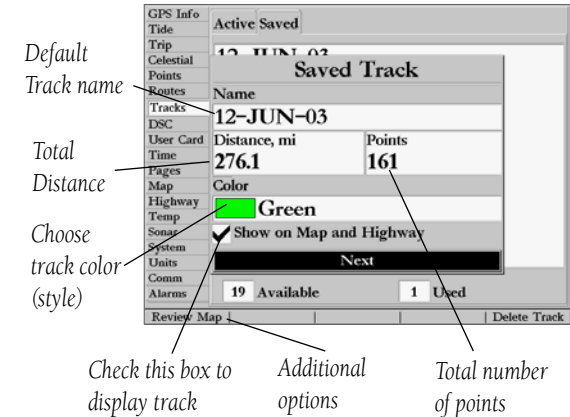 GPS Info
Tide
Trip
Celestial
Points
Routes
Tracks
DSC
User Card
Time
Pages
Map
Highway
Temp
Sonar
System
Units
Comm
Alarms
Active Saved
12-JUN-03
Saved Track
Name
12-JUN-03
Distance, mi Points
276.1 161
Color
Green
Show on Map and Highway
Next
19 Available 1 Used
Review Map Delete Track
Default
Track name
Total
Distance
Choose
track color
(style)
Check this box to
display track
Additional
options
Total number
of points